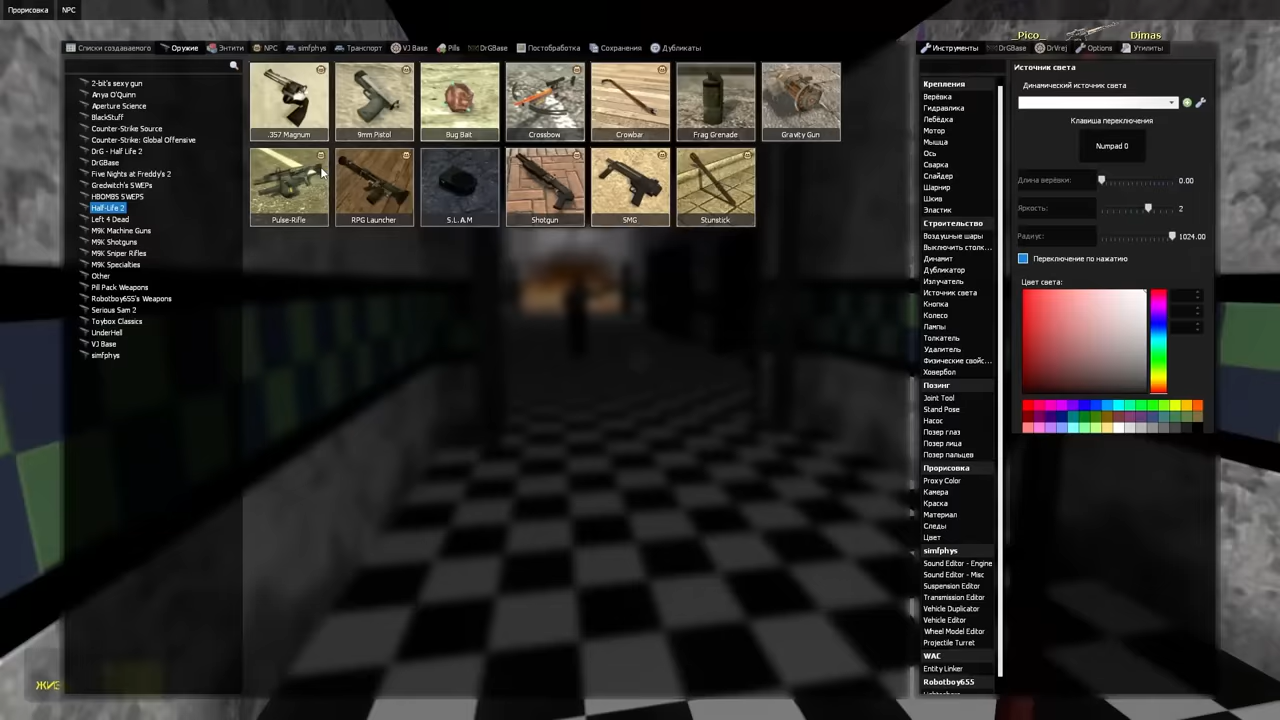 Прорисовка NPC
_Pico_ Dimas
Списки создаваемого Оружие Энтити NPC simfphys Транспорт VJ Base Pills DrGBase Постобработка Сохранения Дубликаты
2-bit's sexy gun
Anya O'Quinn
Aperture Science
BlackStuff
Counter-Strike Source
Counter-Strike: Global Offensive
DrG - Half Life 2
DrGBase
Five Nights at Freddy's 2
Gredwitch's SWEPs
HBOMBS SWEPS
Half-Life 2
Left 4 Dead
M9K Machine Guns
M9K Shotguns
M9K Sniper Rifles
M9K Specialties
Other
Pill Pack Weapons
Robotboy655's Weapons
Serious Sam 2
Toybox Classics
UnderHell
VJ Base
simfphys
.357 Magnum 9mm Pistol Bug Bait Crossbow Crowbar Frag Grenade Gravity Gun
Pulse-Rifle RPG Launcher S.L.A.M Shotgun SMG Stunstick
Инструменты DrGBase DrVrej Options Утилиты
Крепления
Верёвка
Гидравлика
Лебёдка
Мотор
Мышца
Ось
Сварка
Слайдер
Шарнир
Шкив
Эластик
Строительство
Воздушные шары
Выключить столк...
Динамит
Дубликатор
Излучатель
Источник света
Кнопка
Колесо
Лампы
Толкатель
Удалитель
Физические свойс...
Ховербол
Позинг
Joint Tool
Stand Pose
Насос
Позер глаз
Позер лица
Позер пальцев
Прорисовка
Proxy Color
Камера
Краска
Материал
Следы
Цвет
simfphys
Sound Editor - Engine
Sound Editor - Misc
Suspension Editor
Transmission Editor
Vehicle Duplicator
Vehicle Editor
Wheel Model Editor
Projectile Turret
WAC
Entity Linker
Robotboy655
Источник света
Динамический источник света
Клавиша переключения
Numpad 0
Длина верёвки: 0.00
Яркость: 2
Радиус: 1024.00
Переключение по нажатию
Цвет света: